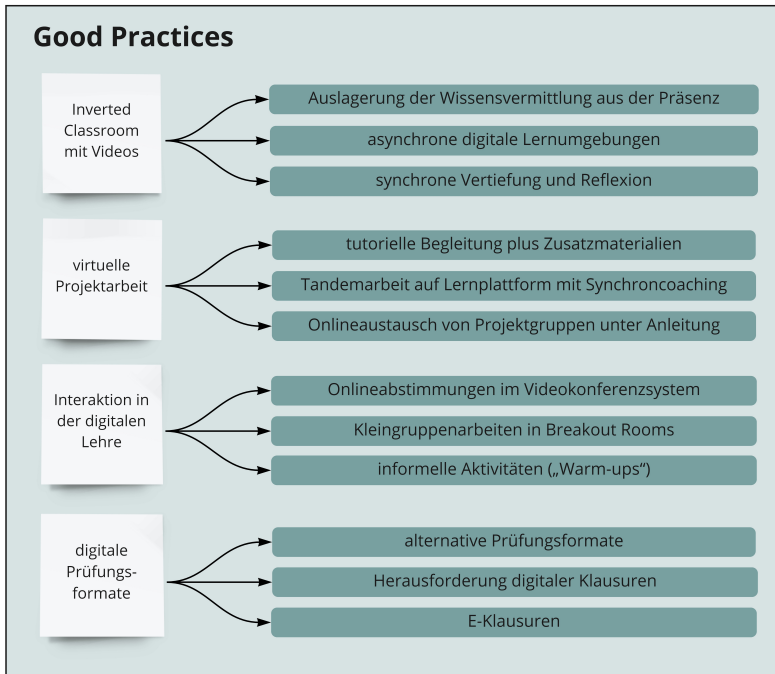 Good Practices
Inverted
Classroom
mit Videos
Auslagerung der Wissensvermittlung aus der Präsenz
asynchrone digitale Lernumgebungen
synchrone Vertiefung und Reflexion
virtuelle
Projektarbeit
tutorielle Begleitung plus Zusatzmaterialien
Tandemarbeit auf Lernplattform mit Synchroncoaching
Onlineaustausch von Projektgruppen unter Anleitung
Interaktion in
der digitalen
Lehre
Onlineabstimmungen im Videokonferenzsystem
Kleingruppenarbeiten in Breakout Rooms
informelle Aktivitäten („Warm-ups“)
digitale
Prüfungs-
formate
alternative Prüfungsformate
Herausforderung digitaler Klausuren
E-Klausuren